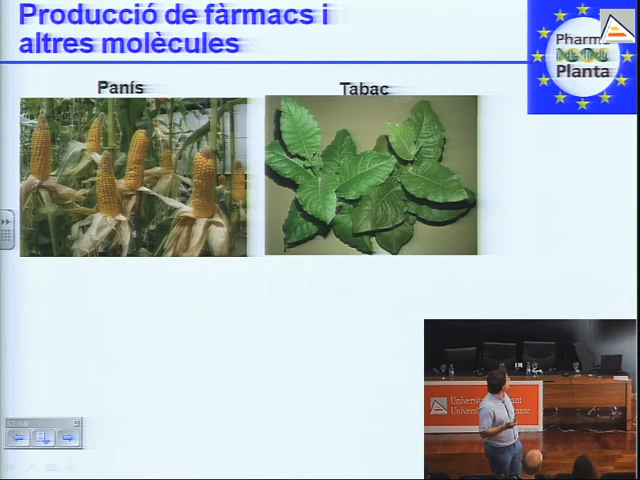 Producció de fàrmacs i
altres molècules
Pharma
Planta
Panís
Tabac